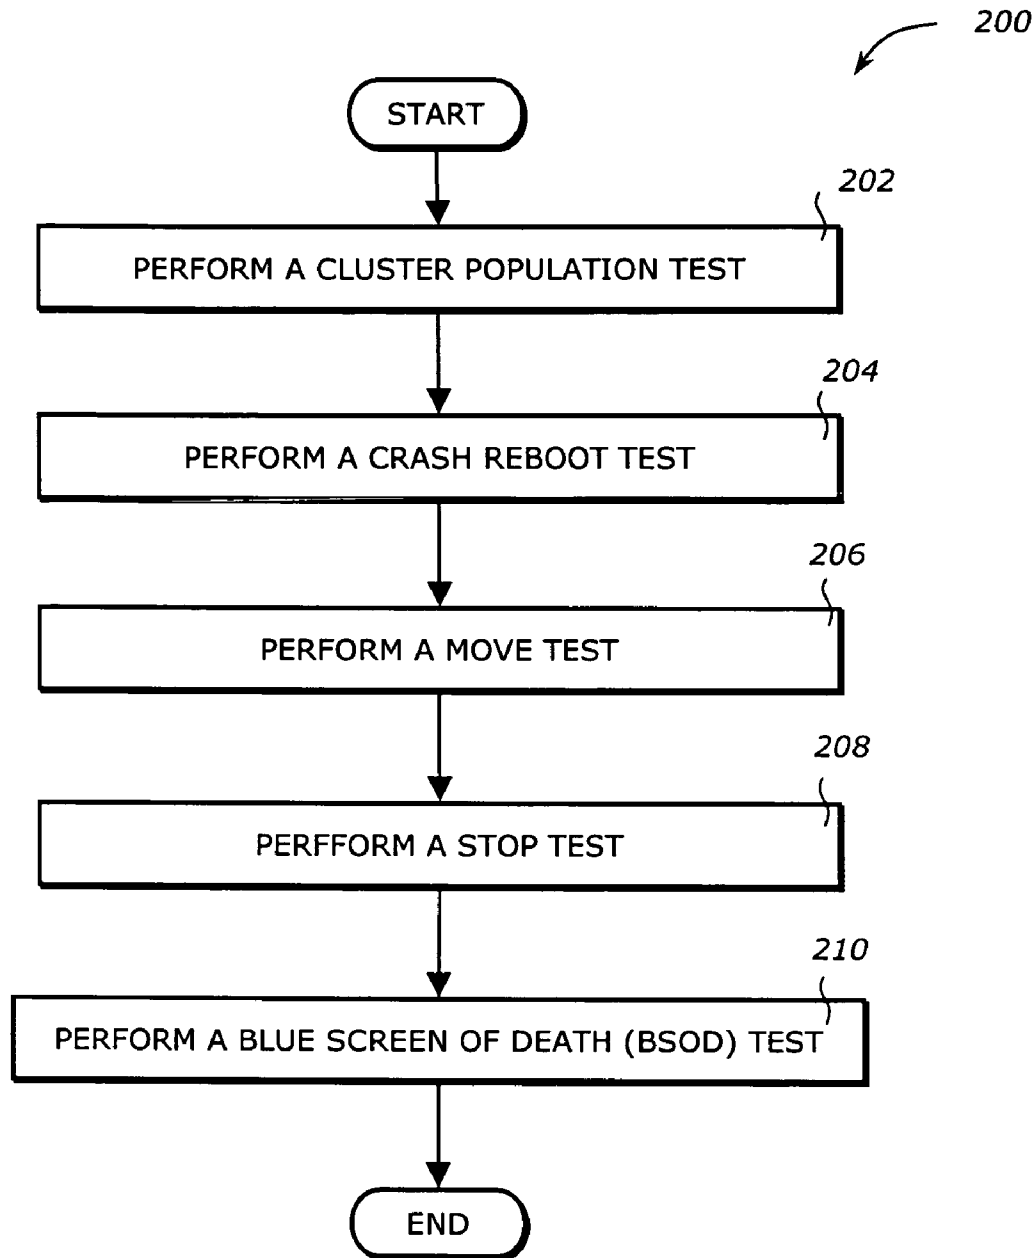 200
START
202
PERFORM A CLUSTER POPULATION TEST
204
PERFORM A CRASH REBOOT TEST
206
PERFORM A MOVE TEST
208
PERFFORM A STOP TEST
210
PERFORM A BLUE SCREEN OF DEATH (BSOD) TEST
END